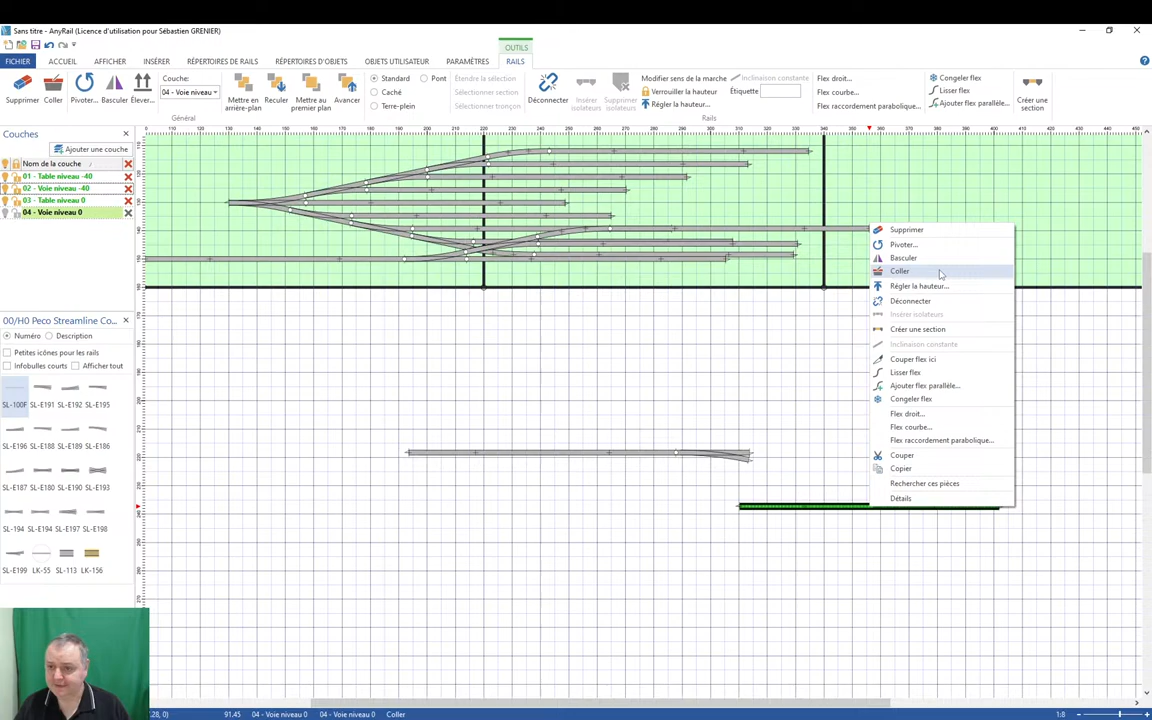 Sans titre - AnyRail (Licence d'utilisation pour Sébastien GRENIER)
OUTILS
FICHIER ACCUEIL AFFICHER INSÉRER RÉPERTOIRES DE RAILS RÉPERTOIRES D'OBJETS OBJETS UTILISATEUR PARAMÈTRES RAILS
Supprimer Coller Pivoter... Basculer Élever...
Couche:
04 - Voie niveau
Mettre en arrière-plan Reculer Mettre au premier plan Avancer
Général
Standard Pont
Caché
Terre-plein
Étendre la sélection
Sélectionner section
Sélectionner tronçon
Déconnecter Insérer isolateurs Supprimer isolateurs
Modifier sens de la marche
Verrouiller la hauteur
Régler la hauteur...
Inclinaison constante
Étiquette
Rails
Flex droit...
Flex courbe...
Flex raccordement parabolique...
Congeler flex
Lisser flex
Ajouter flex parallèle...
Créer une section
Couches
Ajouter une couche
Nom de la couche
01 - Table niveau -40
02 - Voie niveau -40
03 - Table niveau 0
04 - Voie niveau 0
00/H0 Peco Streamline Co...
Numéro Description
Petites icônes pour les rails
Infobulles courts Afficher tout
SL-100F SL-E191 SL-E192 SL-E195
SL-E196 SL-E188 SL-E189 SL-E186
SL-E187 SL-E180 SL-E190 SL-E193
SL-194 SL-E194 SL-E197 SL-E198
SL-E199 LK-55 SL-113 LK-156
Supprimer
Pivoter...
Basculer
Coller
Régler la hauteur...
Déconnecter
Insérer isolateurs
Créer une section
Inclinaison constante
Couper flex ici
Lisser flex
Ajouter flex parallèle...
Congeler flex
Flex droit...
Flex courbe...
Flex raccordement parabolique...
Couper
Copier
Rechercher ces pièces
Détails
.28, 0) 91.45 04 - Voie niveau 0 04 - Voie niveau 0 Coller 1:8